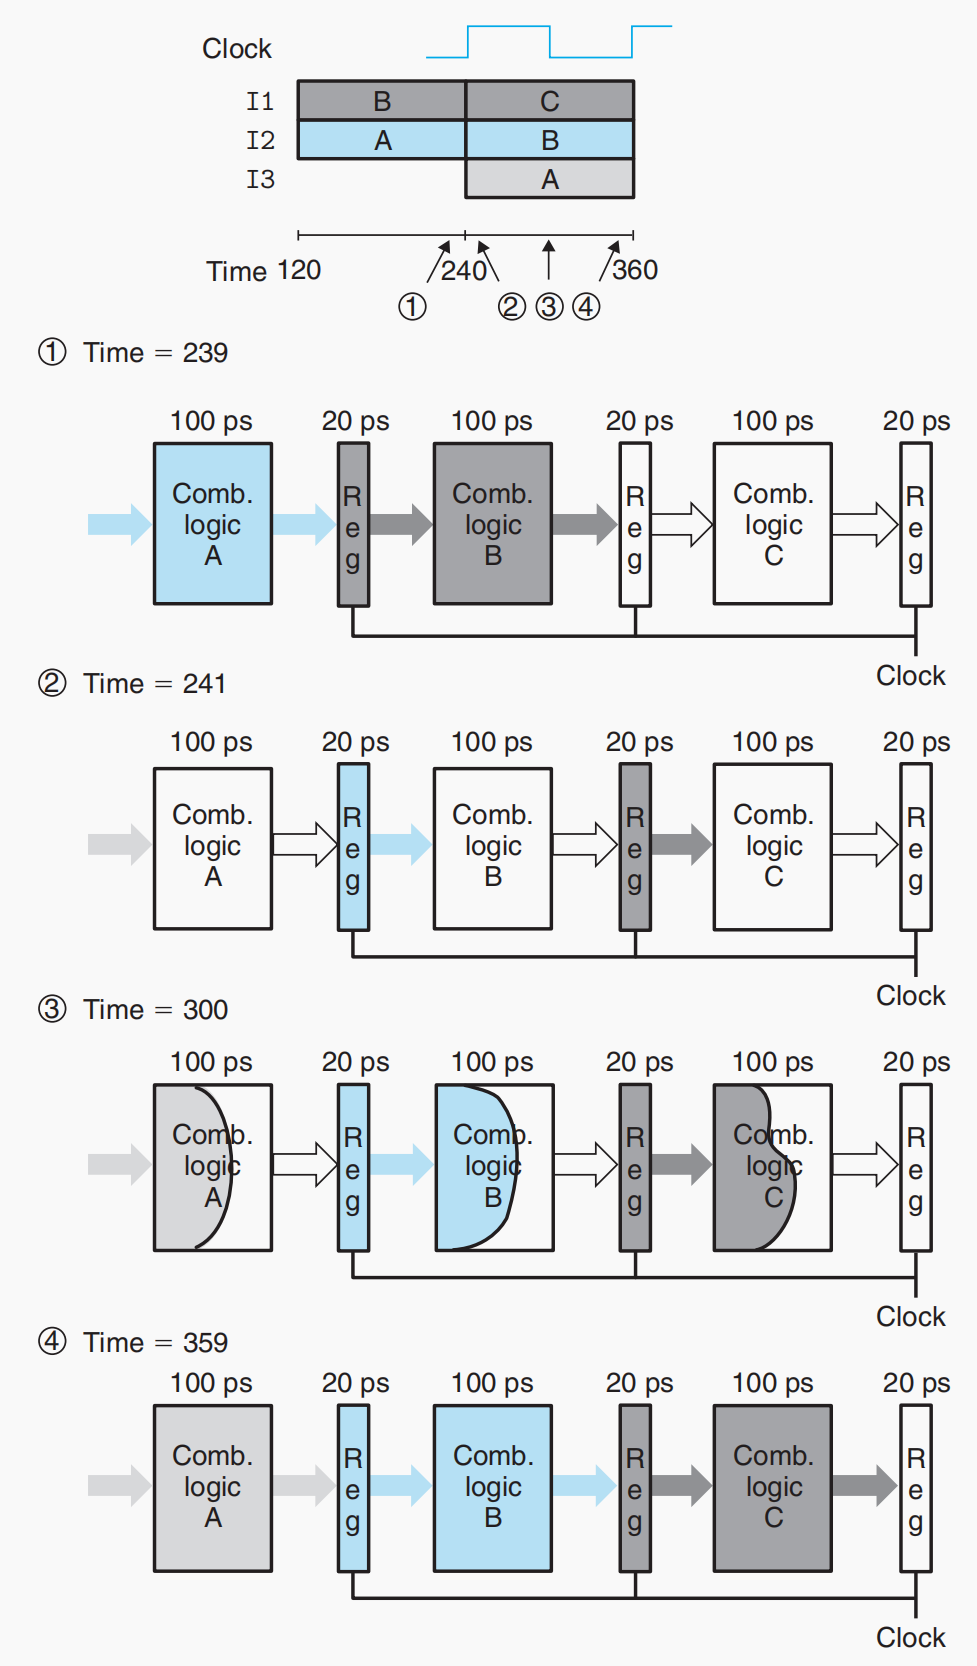 Clock
I1 B C
I2 A B
I3 A
Time 120 240 360
① ② ③ ④
① Time = 239
100 ps 20 ps 100 ps 20 ps 100 ps 20 ps
Comb. logic A
Reg
Comb. logic B
Reg
Comb. logic C
Reg
Clock
② Time = 241
100 ps 20 ps 100 ps 20 ps 100 ps 20 ps
Comb. logic A
Reg
Comb. logic B
Reg
Comb. logic C
Reg
Clock
③ Time = 300
100 ps 20 ps 100 ps 20 ps 100 ps 20 ps
Comb. logic A
Reg
Comb. logic B
Reg
Comb. logic C
Reg
Clock
④ Time = 359
100 ps 20 ps 100 ps 20 ps 100 ps 20 ps
Comb. logic A
Reg
Comb. logic B
Reg
Comb. logic C
Reg
Clock